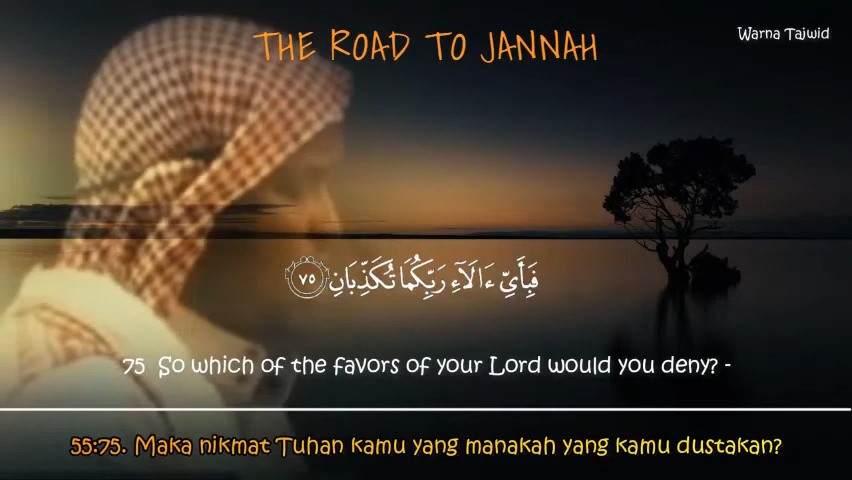 THE ROAD TO JANNAH
Warna Tajwid
فَبِأَيِّ ءَالَآءِ رَبِّكُمَا تُكَذِّبَانِ ٧٥
75 So which of the favors of your Lord would you deny? -
55:75. Maka nikmat Tuhan kamu yang manakah yang kamu dustakan?